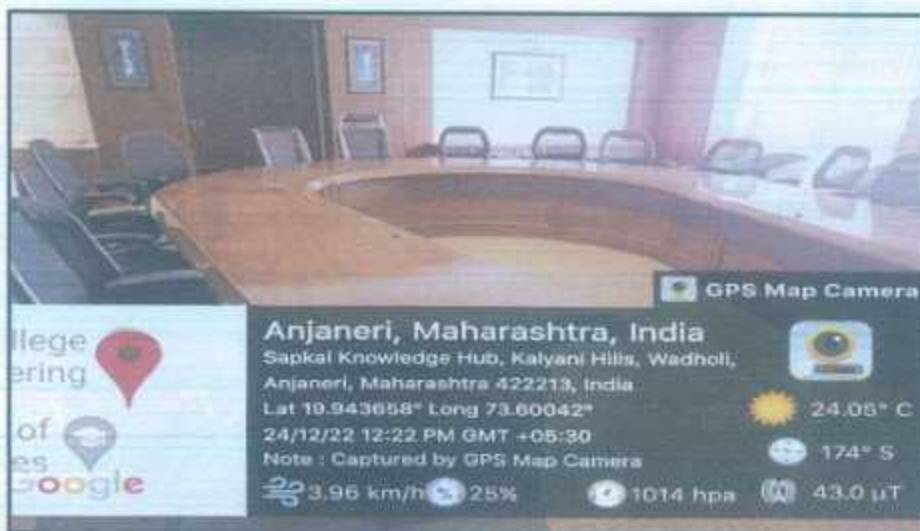 GPS Map Camera
llege
ering
of
es
Google
Anjaneri, Maharashtra, India
Sapkal Knowledge Hub, Kalyani Hills, Wadholi,
Anjaneri, Maharashtra 422213, India
Lat 19.943658° Long 73.60042°
24/12/22 12:22 PM GMT +05:30
Note : Captured by GPS Map Camera
24.05° C
174° S
3.96 km/h
25%
1014 hpa
43.0 µT